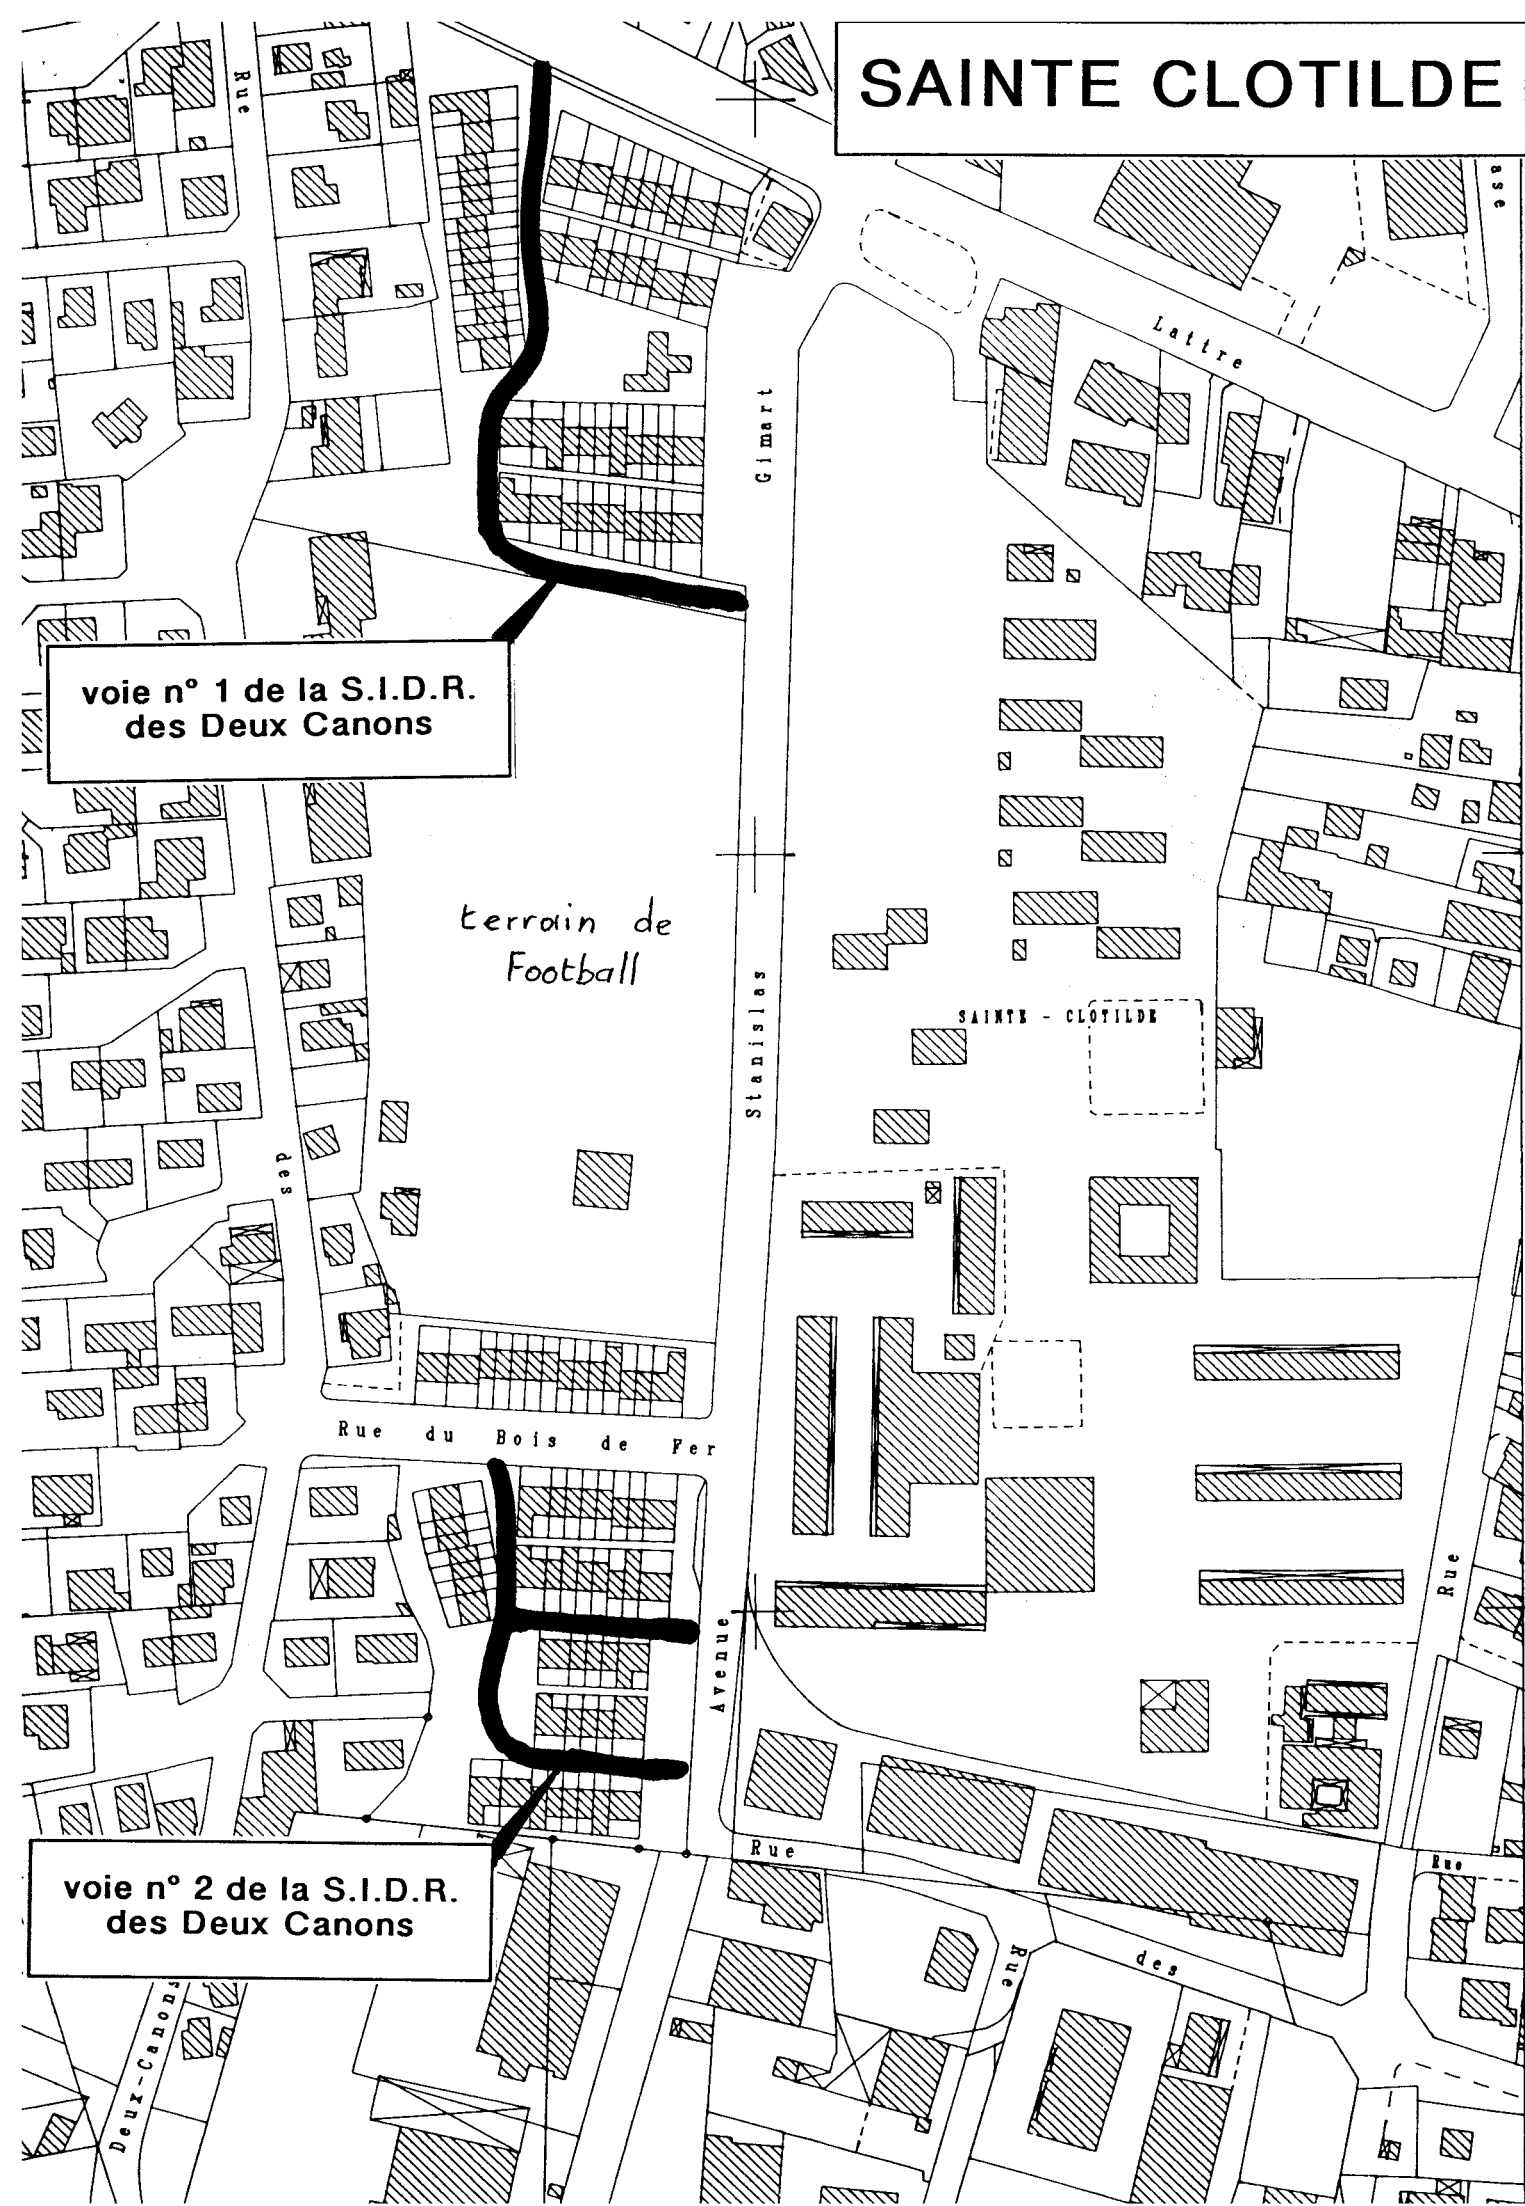 SAINTE CLOTILDE
Rue
ase
Lattre
Gimart
voie n° 1 de la S.I.D.R.
des Deux Canons
terrain de
Football
Stanislas
SAINTE - CLOTILDE
des
Rue du Bois de Fer
Rue
Avenue
Rue
Rue
voie n° 2 de la S.I.D.R.
des Deux Canons
Rue
des
Deux-Canons